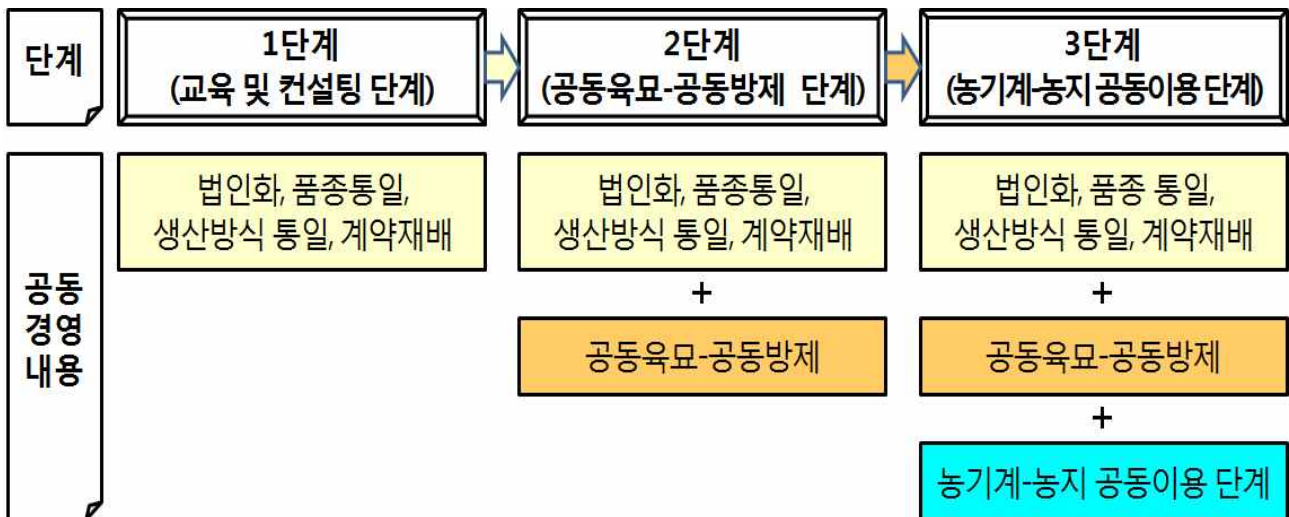 단계
1단계
(교육 및 컨설팅 단계)
2단계
(공동육묘-공동방제 단계)
3단계
(농기계-농지 공동이용 단계)
공동
경영
내용
법인화, 품종통일,
생산방식 통일, 계약재배
법인화, 품종통일,
생산방식 통일, 계약재배
+
공동육묘-공동방제
법인화, 품종 통일,
생산방식 통일, 계약재배
+
공동육묘-공동방제
+
농기계-농지 공동이용 단계